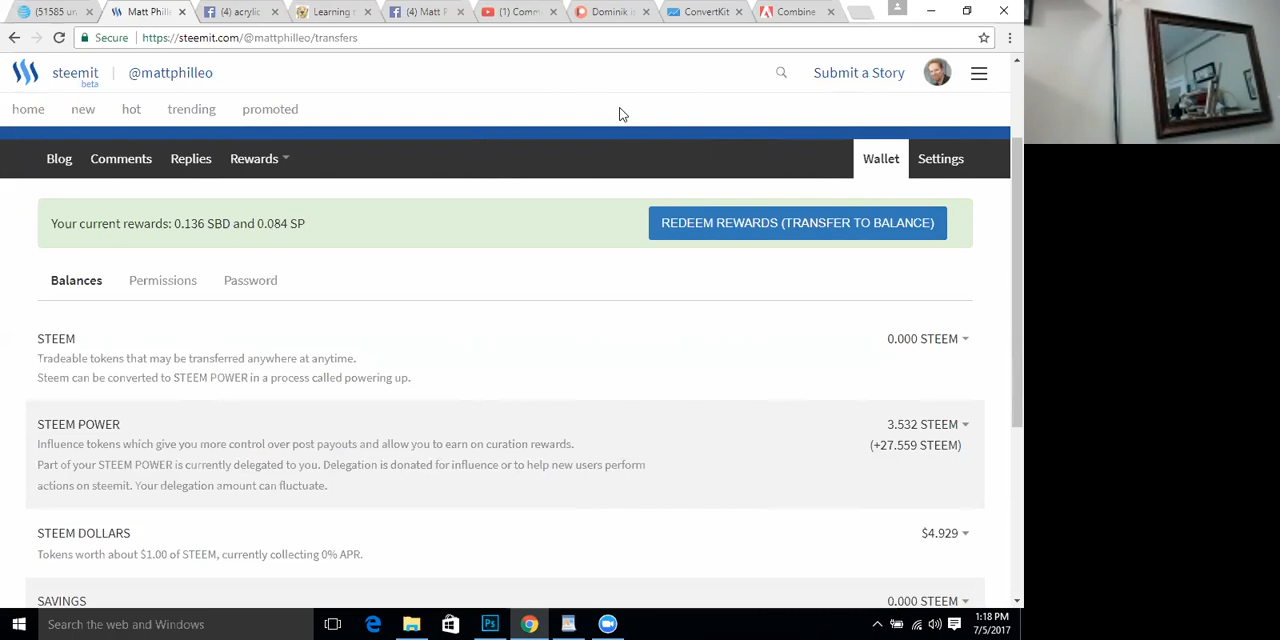 (51585 un
Matt Phille
(4) acrylic
Learning t
(4) Matt P
(1) Comm
Dominik is
ConvertKit
Combine
Secure https://steemit.com/@mattphilleo/transfers
steemit
beta
@mattphilleo
Submit a Story
home new hot trending promoted
Blog Comments Replies Rewards Wallet Settings
Your current rewards: 0.136 SBD and 0.084 SP
REDEEM REWARDS (TRANSFER TO BALANCE)
Balances Permissions Password
STEEM 0.000 STEEM
Tradeable tokens that may be transferred anywhere at anytime.
Steem can be converted to STEEM POWER in a process called powering up.
STEEM POWER 3.532 STEEM
Influence tokens which give you more control over post payouts and allow you to earn on curation rewards. (+27.559 STEEM)
Part of your STEEM POWER is currently delegated to you. Delegation is donated for influence or to help new users perform
actions on steemit. Your delegation amount can fluctuate.
STEEM DOLLARS $4.929
Tokens worth about $1.00 of STEEM, currently collecting 0% APR.
SAVINGS 0.000 STEEM
Search the web and Windows
1:18 PM
7/5/2017